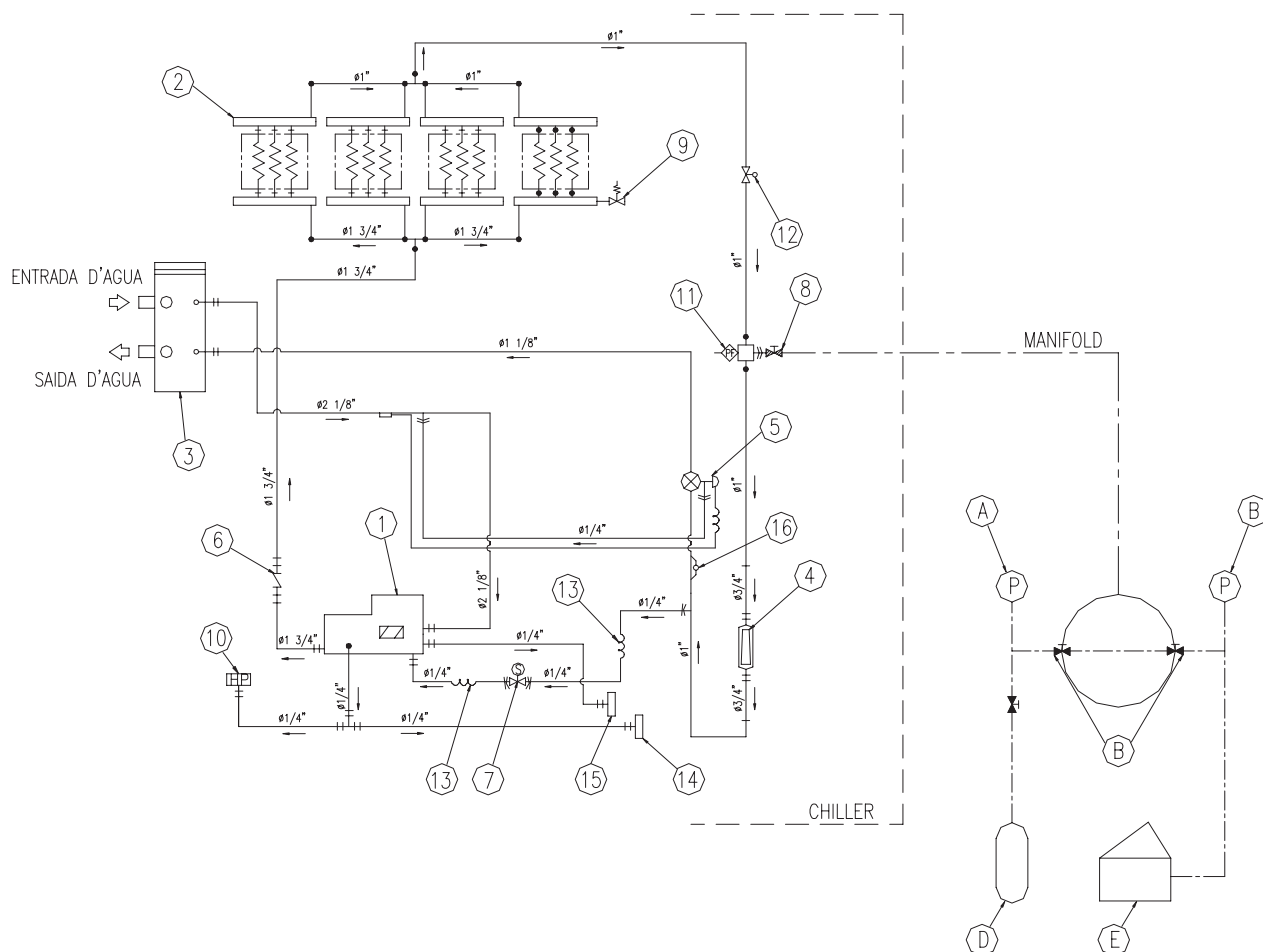 ø1"
ø1" ø1"
2
9
12
ø1 3/4" ø1 3/4"
ø1 3/4"
ø1"
ENTRADA D'AGUA
SAIDA D'AGUA
3
11
8
PF
MANIFOLD
ø1 1/8"
ø2 1/8"
5
ø1"
ø1 3/4"
ø1/4"
16
A
B
6
1
ø2 1/8"
ø3/4"
4
P
P
13
ø1/4"
10
ø1 3/4"
ø1/4"
ø1"
HP
ø1/4"
ø1/4"
S
ø1/4"
ø3/4"
ø1/4"
ø1/4"
B
13
7
15
14
CHILLER
D
E